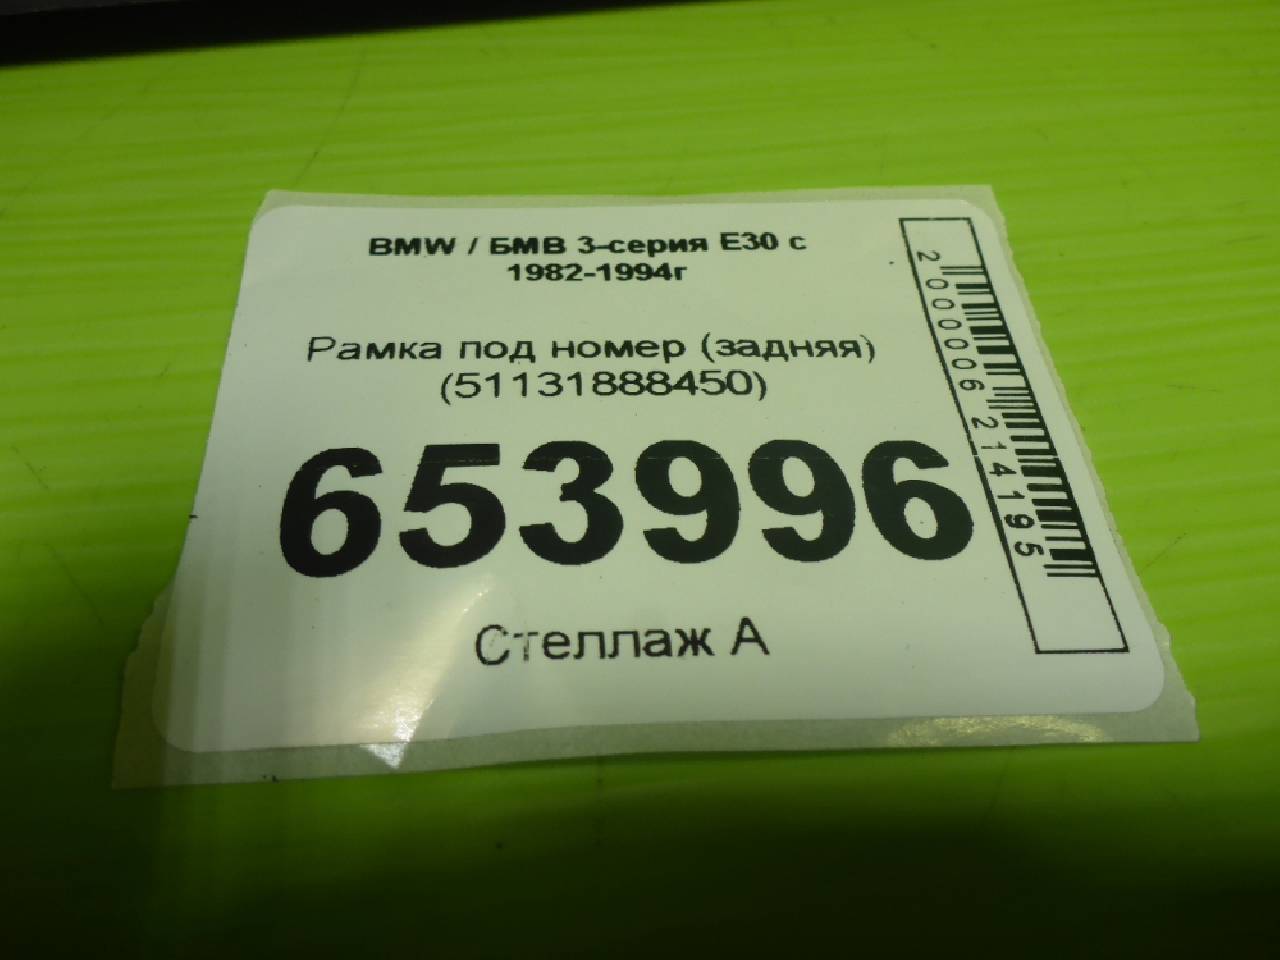 BMW / БМВ 3-серия E30 с
1982-1994г
Рамка под номер (задняя)
(51131888450)
653996
Стеллаж А
2000006214195